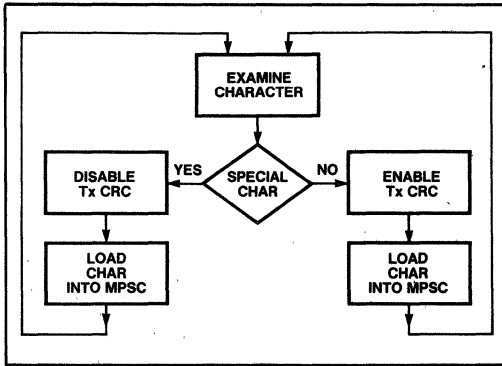 EXAMINE
CHARACTER
YES
SPECIAL
CHAR
NO
DISABLE
Tx CRC
ENABLE
Tx CRC
LOAD
CHAR
INTO MPSC
LOAD
CHAR
INTO MPSC